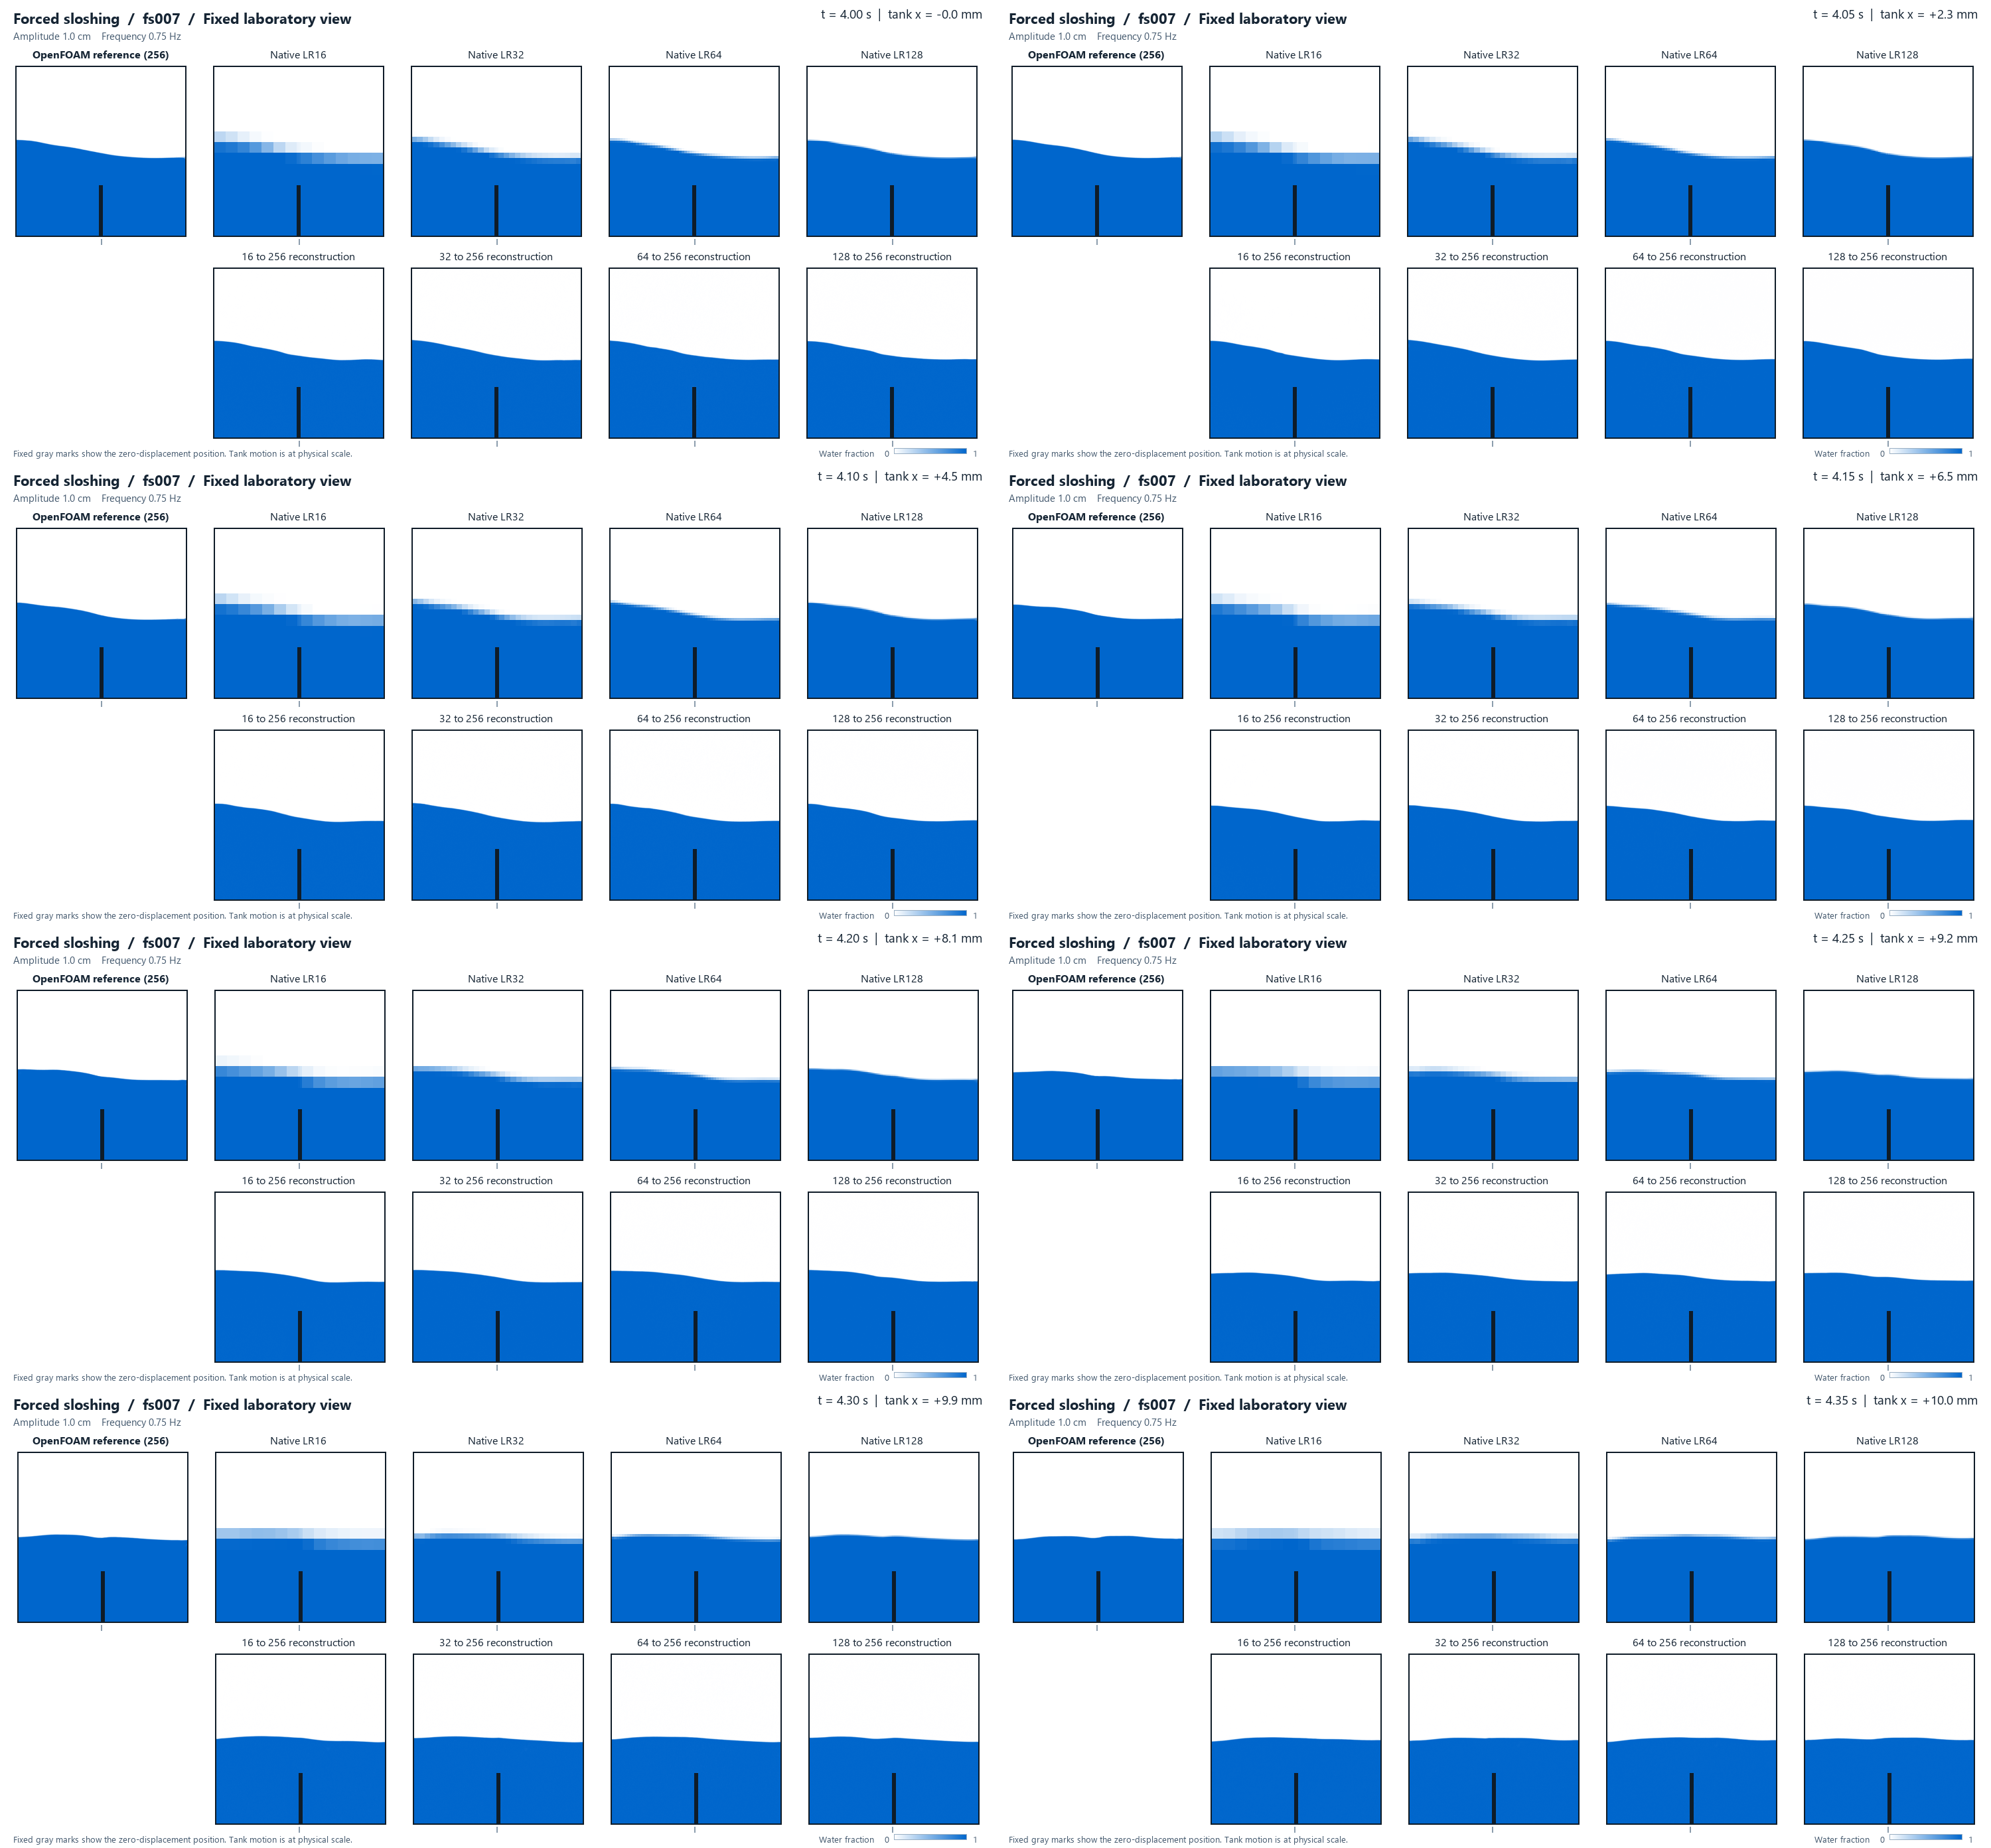 Forced sloshing / fs007 / Fixed laboratory view
t = 4.00 s | tank x = -0.0 mm
Amplitude 1.0 cm Frequency 0.75 Hz
OpenFOAM reference (256) Native LR16 Native LR32 Native LR64 Native LR128
16 to 256 reconstruction 32 to 256 reconstruction 64 to 256 reconstruction 128 to 256 reconstruction
Fixed gray marks show the zero-displacement position. Tank motion is at physical scale.
Water fraction 0 1
Forced sloshing / fs007 / Fixed laboratory view
t = 4.05 s | tank x = +2.3 mm
Amplitude 1.0 cm Frequency 0.75 Hz
OpenFOAM reference (256) Native LR16 Native LR32 Native LR64 Native LR128
16 to 256 reconstruction 32 to 256 reconstruction 64 to 256 reconstruction 128 to 256 reconstruction
Fixed gray marks show the zero-displacement position. Tank motion is at physical scale.
Water fraction 0 1
Forced sloshing / fs007 / Fixed laboratory view
t = 4.10 s | tank x = +4.5 mm
Amplitude 1.0 cm Frequency 0.75 Hz
OpenFOAM reference (256) Native LR16 Native LR32 Native LR64 Native LR128
16 to 256 reconstruction 32 to 256 reconstruction 64 to 256 reconstruction 128 to 256 reconstruction
Fixed gray marks show the zero-displacement position. Tank motion is at physical scale.
Water fraction 0 1
Forced sloshing / fs007 / Fixed laboratory view
t = 4.15 s | tank x = +6.5 mm
Amplitude 1.0 cm Frequency 0.75 Hz
OpenFOAM reference (256) Native LR16 Native LR32 Native LR64 Native LR128
16 to 256 reconstruction 32 to 256 reconstruction 64 to 256 reconstruction 128 to 256 reconstruction
Fixed gray marks show the zero-displacement position. Tank motion is at physical scale.
Water fraction 0 1
Forced sloshing / fs007 / Fixed laboratory view
t = 4.20 s | tank x = +8.1 mm
Amplitude 1.0 cm Frequency 0.75 Hz
OpenFOAM reference (256) Native LR16 Native LR32 Native LR64 Native LR128
16 to 256 reconstruction 32 to 256 reconstruction 64 to 256 reconstruction 128 to 256 reconstruction
Fixed gray marks show the zero-displacement position. Tank motion is at physical scale.
Water fraction 0 1
Forced sloshing / fs007 / Fixed laboratory view
t = 4.25 s | tank x = +9.2 mm
Amplitude 1.0 cm Frequency 0.75 Hz
OpenFOAM reference (256) Native LR16 Native LR32 Native LR64 Native LR128
16 to 256 reconstruction 32 to 256 reconstruction 64 to 256 reconstruction 128 to 256 reconstruction
Fixed gray marks show the zero-displacement position. Tank motion is at physical scale.
Water fraction 0 1
Forced sloshing / fs007 / Fixed laboratory view
t = 4.30 s | tank x = +9.9 mm
Amplitude 1.0 cm Frequency 0.75 Hz
OpenFOAM reference (256) Native LR16 Native LR32 Native LR64 Native LR128
16 to 256 reconstruction 32 to 256 reconstruction 64 to 256 reconstruction 128 to 256 reconstruction
Fixed gray marks show the zero-displacement position. Tank motion is at physical scale.
Water fraction 0 1
Forced sloshing / fs007 / Fixed laboratory view
t = 4.35 s | tank x = +10.0 mm
Amplitude 1.0 cm Frequency 0.75 Hz
OpenFOAM reference (256) Native LR16 Native LR32 Native LR64 Native LR128
16 to 256 reconstruction 32 to 256 reconstruction 64 to 256 reconstruction 128 to 256 reconstruction
Fixed gray marks show the zero-displacement position. Tank motion is at physical scale.
Water fraction 0 1